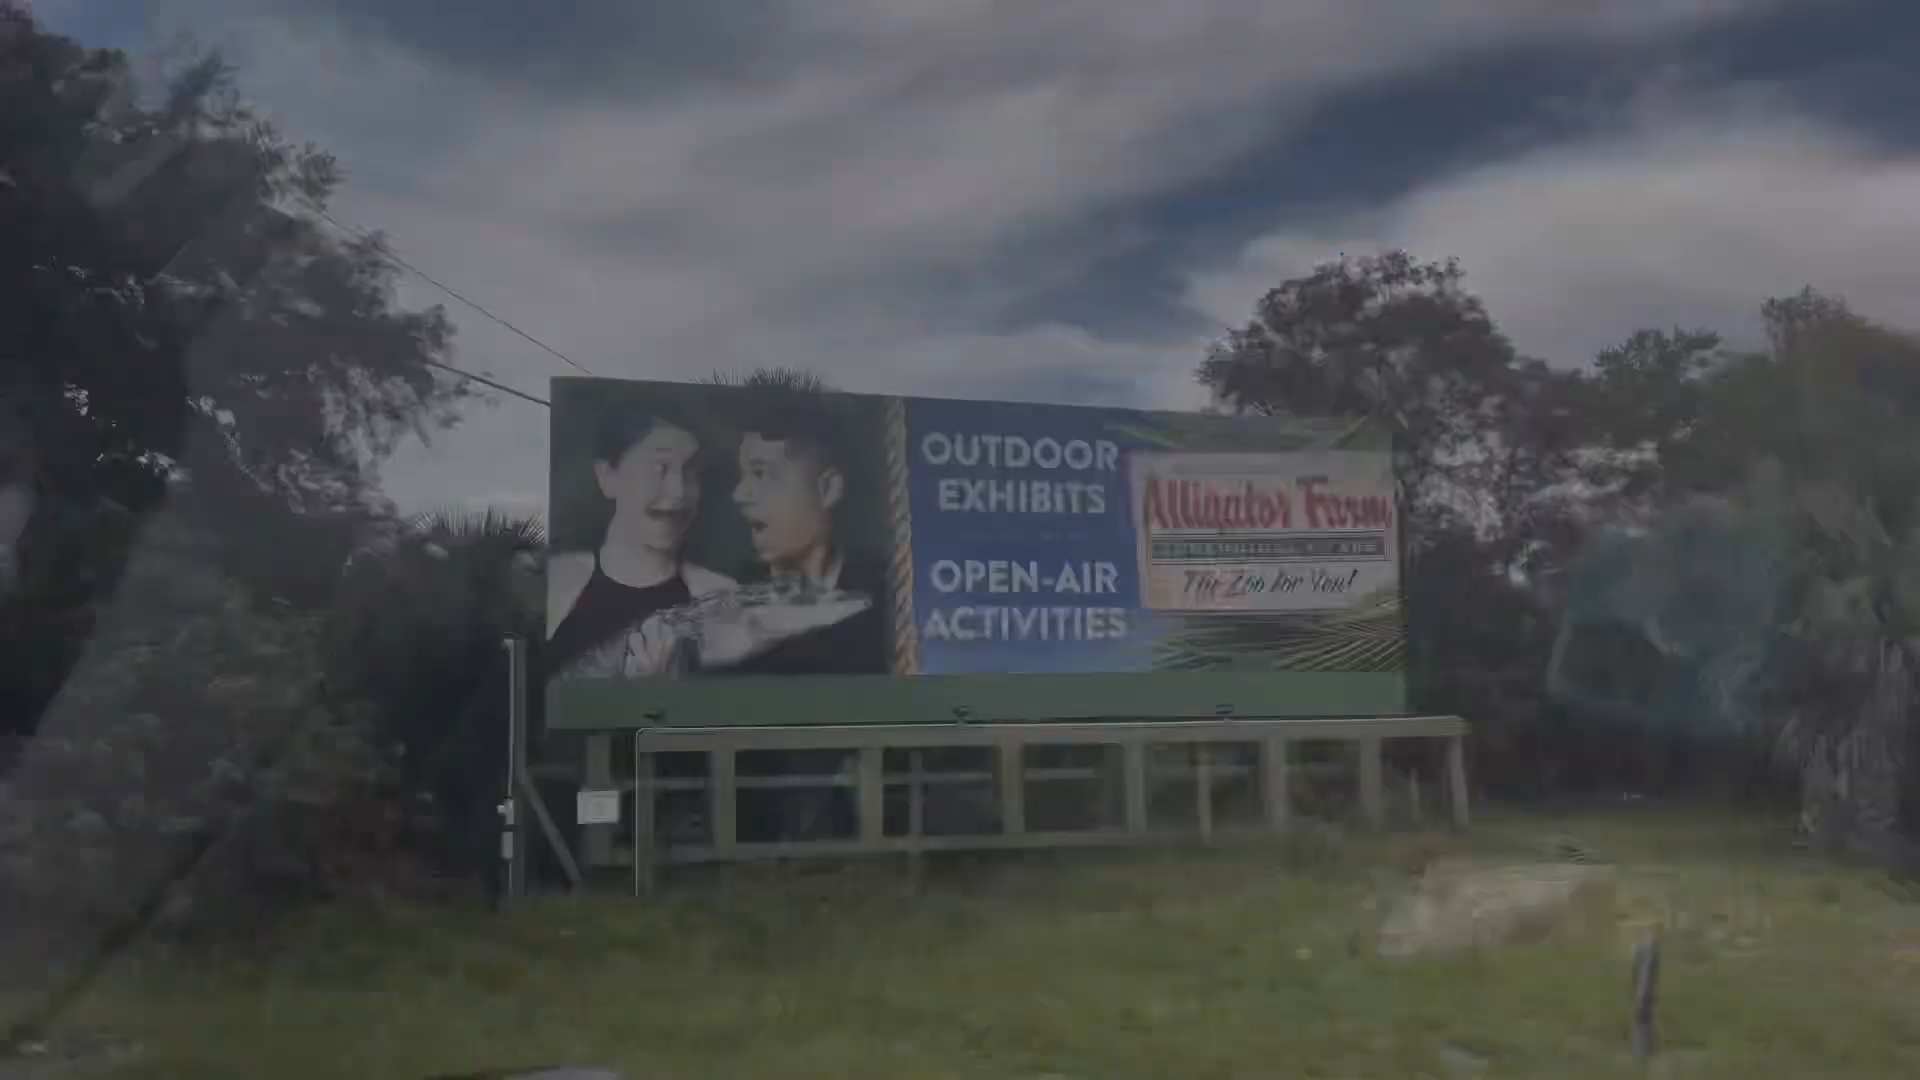 OUTDOOR
EXHIBITS
OPEN-AIR
ACTIVITIES
Alligator Farm
The Zoo for You!